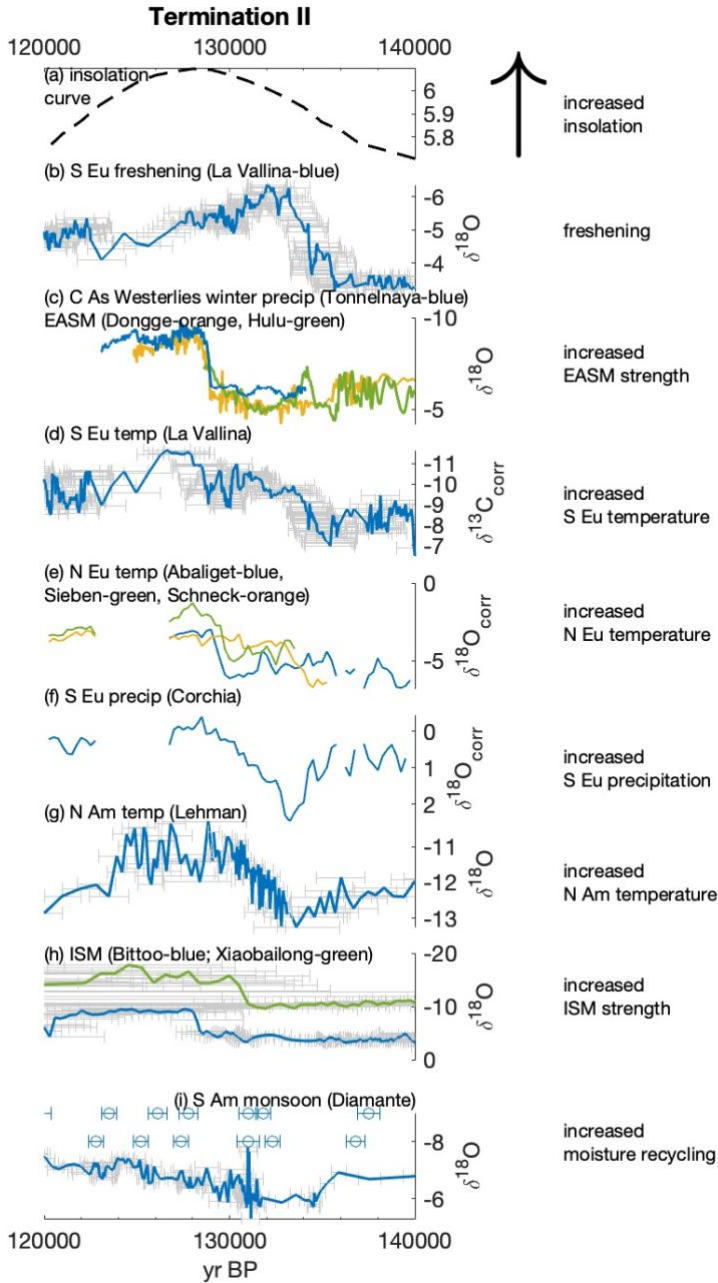 Termination II
120000 130000 140000
(a) insolation
curve
6
5.9
5.8
increased
insolation
(b) S Eu freshening (La Vallina-blue)
-6
-5
-4
δ18O
freshening
(c) C As Westerlies winter precip (Tonnelnaya-blue)
EASM (Dongge-orange, Hulu-green)
-10
-5
δ18O
increased
EASM strength
(d) S Eu temp (La Vallina)
-11
-10
-9
-8
-7
δ13Ccorr
increased
S Eu temperature
(e) N Eu temp (Abaliget-blue,
Sieben-green, Schneck-orange)
0
-5
δ18Ocorr
increased
N Eu temperature
(f) S Eu precip (Corchia)
0
1
2
δ18Ocorr
increased
S Eu precipitation
(g) N Am temp (Lehman)
-11
-12
-13
δ18O
increased
N Am temperature
(h) ISM (Bittoo-blue; Xiaobailong-green)
-20
-10
0
δ18O
increased
ISM strength
(i) S Am monsoon (Diamante)
-8
-6
δ18O
increased
moisture recycling
120000 130000 140000
yr BP